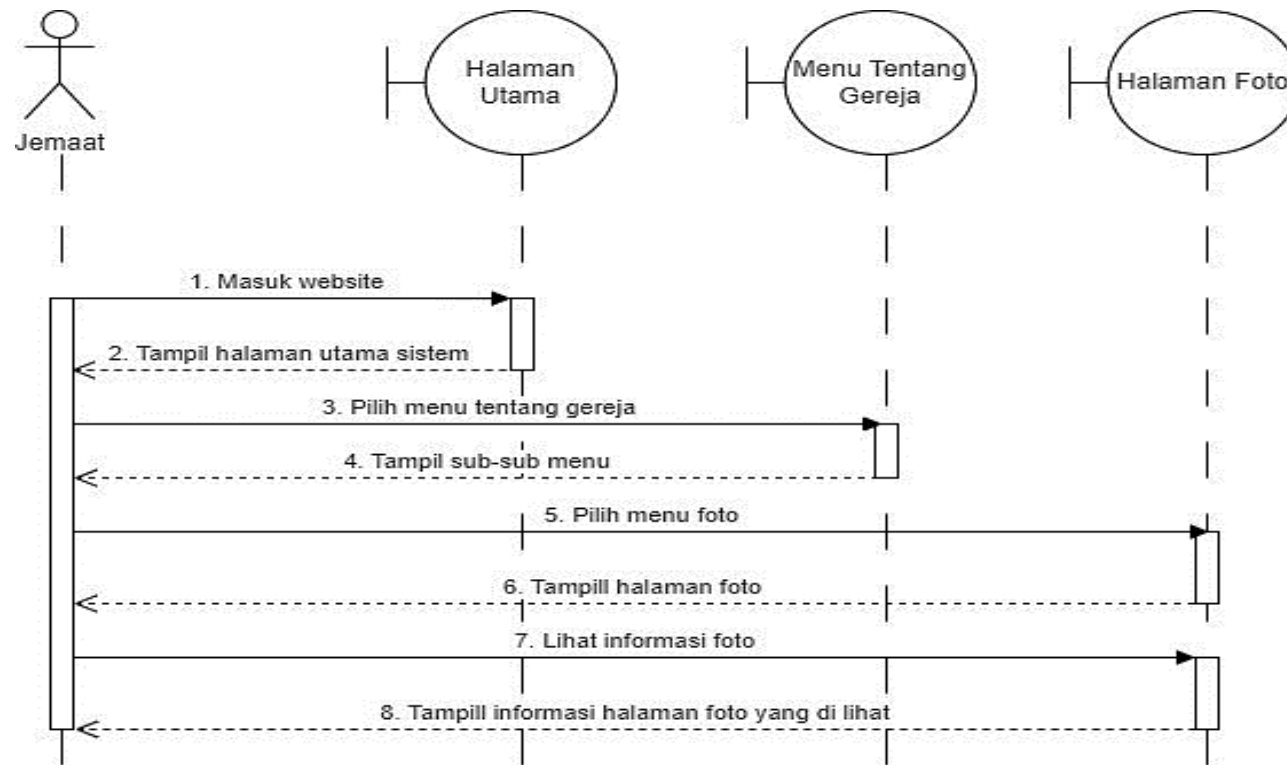 Halaman
Utama
Menu Tentang
Gereja
Halaman Foto
Jemaat
1. Masuk website
2. Tampil halaman utama sistem
3. Pilih menu tentang gereja
4. Tampil sub-sub menu
5. Pilih menu foto
6. Tampill halaman foto
7. Lihat informasi foto
8. Tampill informasi halaman foto yang di lihat